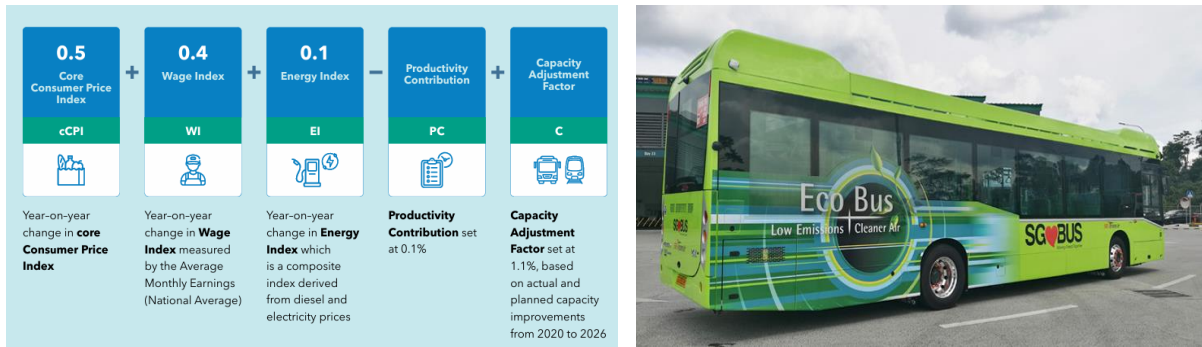 0.5
Core
Consumer Price
Index
+
0.4
Wage Index
+
0.1
Energy Index
−
Productivity
Contribution
+
Capacity
Adjustment
Factor
cCPI
WI
EI
PC
C
Year-on-year
change in core
Consumer Price
Index
Year-on-year
change in Wage
Index measured
by the Average
Monthly Earnings
(National Average)
Year-on-year
change in Energy
Index which
is a composite
index derived
from diesel and
electricity prices
Productivity
Contribution set
at 0.1%
Capacity
Adjustment
Factor set at
1.1%, based
on actual and
planned capacity
improvements
from 2020 to 2026
Eco Bus
Low Emissions Cleaner Air
SG BUS
SG BUS